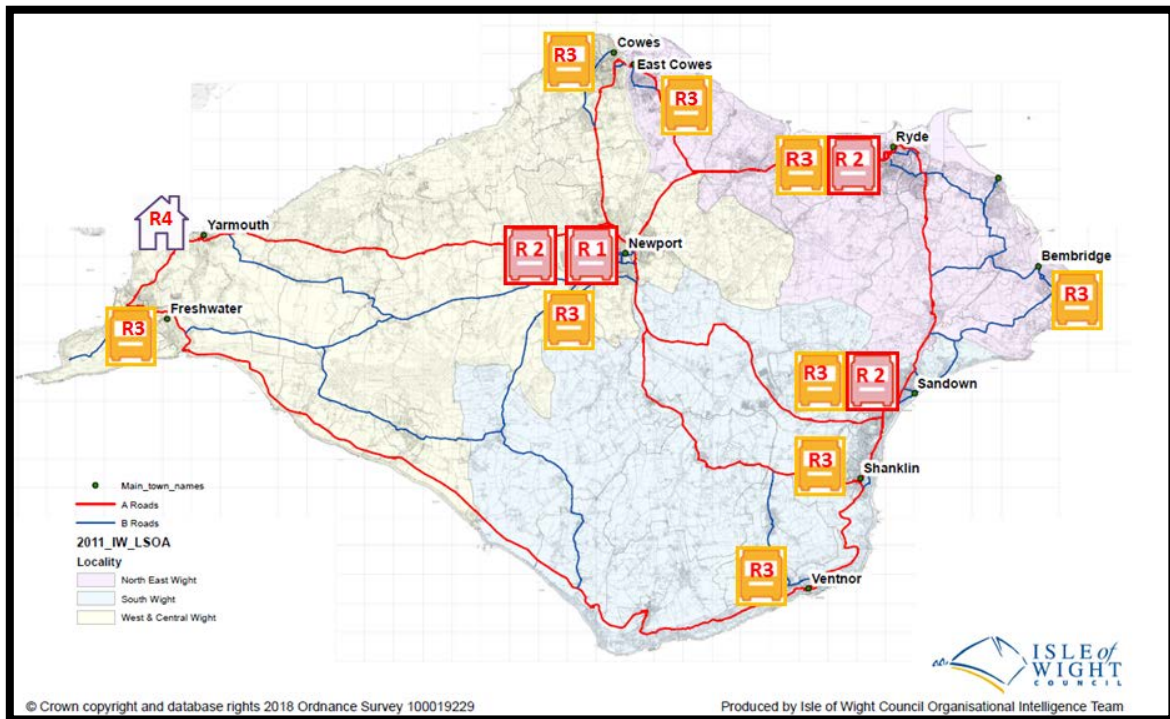 Cowes
R3
East Cowes
R3
Ryde
R3
R 2
R4
Yarmouth
Newport
R 2
R 1
Bembridge
R3
Freshwater
R3
R3
R3
R 2
Sandown
R3
Shanklin
R3
Ventnor
Main_town_names
A Roads
B Roads
2011_IW_LSOA
Locality
North East Wight
South Wight
West & Central Wight
ISLE of
WIGHT
COUNCIL
© Crown copyright and database rights 2018 Ordnance Survey 100019229
Produced by Isle of Wight Council Organisational Intelligence Team